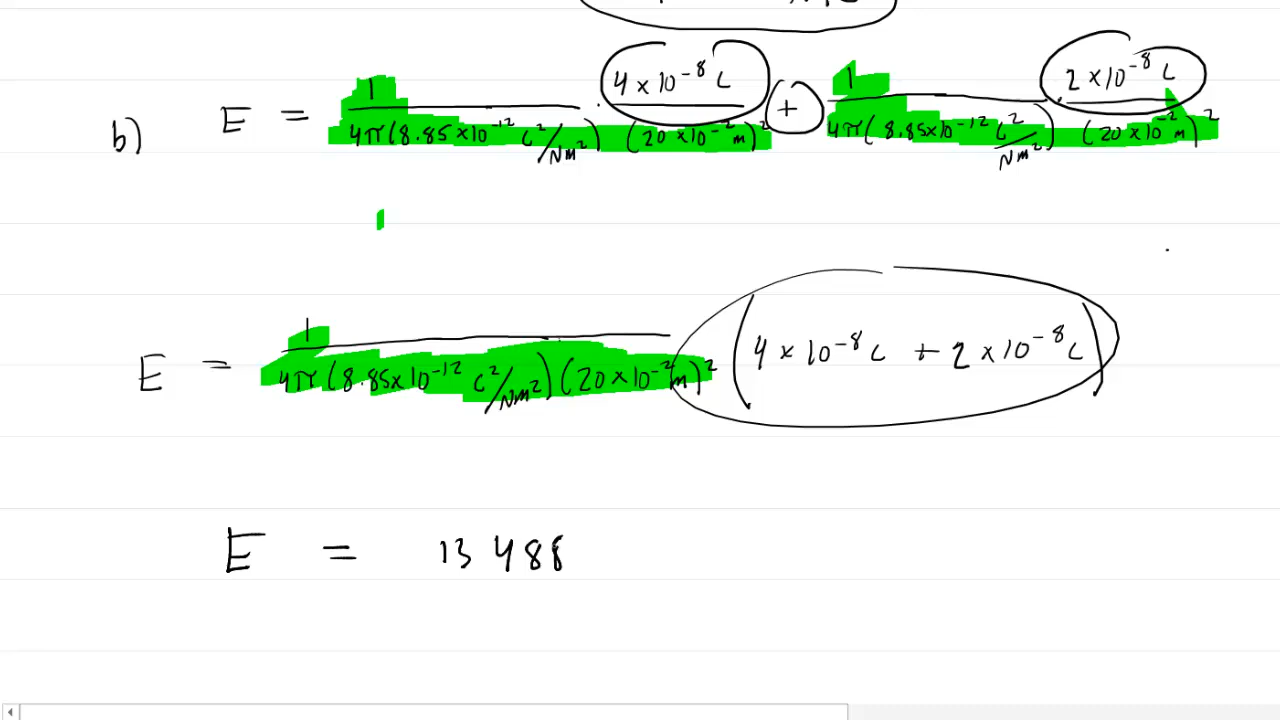 b) E = 1/4π(8.85×10⁻¹² C²/Nm²) · 4×10⁻⁸ C/(20×10⁻² m)² + 1/4π(8.85×10⁻¹² C²/Nm²) · 2×10⁻⁸ C/(20×10⁻² m)²
E = 1/4π(8.85×10⁻¹² C²/Nm²)(20×10⁻² m)² (4×10⁻⁸ C + 2×10⁻⁸ C)
E = 13488